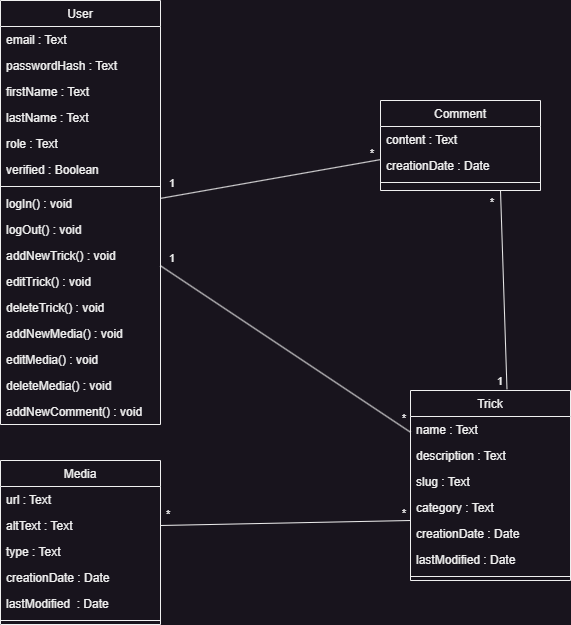 User
email : Text
passwordHash : Text
firstName : Text
lastName : Text
role : Text
verified : Boolean
logIn() : void
logOut() : void
addNewTrick() : void
editTrick() : void
deleteTrick() : void
addNewMedia() : void
editMedia() : void
deleteMedia() : void
addNewComment() : void
1
*
Comment
content : Text
creationDate : Date
*
1
1
*
Trick
name : Text
description : Text
slug : Text
category : Text
creationDate : Date
lastModified : Date
Media
url : Text
altText : Text
type : Text
creationDate : Date
lastModified  : Date
*
*